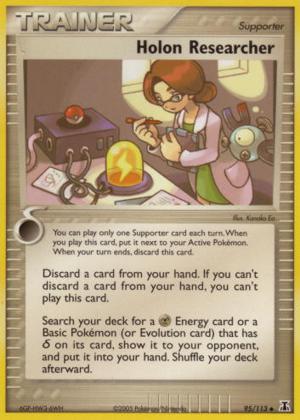 TRAINER
Supporter
Holon Researcher
Illus. Kanako Eo
You can play only one Supporter card each turn. When
you play this card, put it next to your Active Pokémon.
When your turn ends, discard this card.
Discard a card from your hand. If you can't
discard a card from your hand, you can't
play this card.
Search your deck for a Energy card or a
Basic Pokémon (or Evolution card) that has
δ on its card, show it to your opponent,
and put it into your hand. Shuffle your deck
afterward.
6GP-HWG-6WH
©2005 Pokémon/Nintendo
95/113 ◆